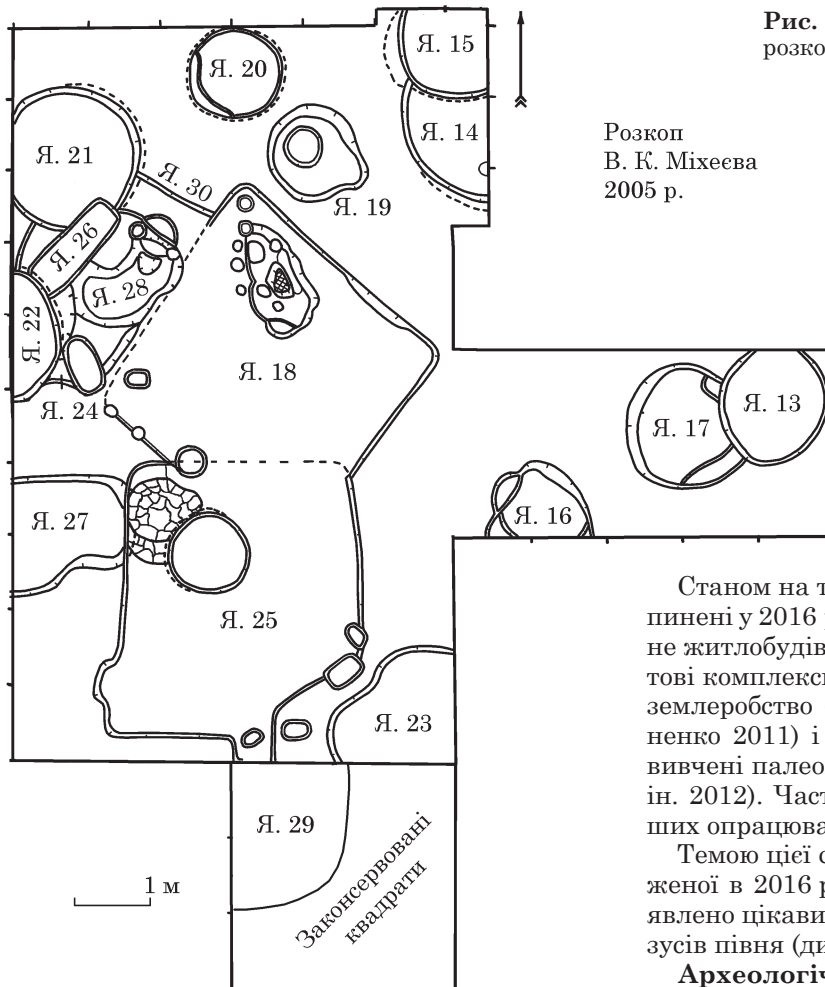 Рис.
розко
Розкоп
В. К. Міхеєва
2005 р.
Я. 15
Я. 20
Я. 14
Я. 21
Я. 30
Я. 19
Я. 26
Я. 28
Я. 22
Я. 18
Я. 24
Я. 13
Я. 17
Я. 16
Я. 27
Я. 25
Я. 23
Я. 29
Законсервовані
квадрати
1 м
Станом на т
пинені у 2016 р
не житлобудів
тові комплекси
землеробство
ненко 2011) і
вивчені палео
ін. 2012). Част
ших опрацюва
Темою цієї с
женої в 2016 р
явлено цікави
зусів півня (ди
Археологіч